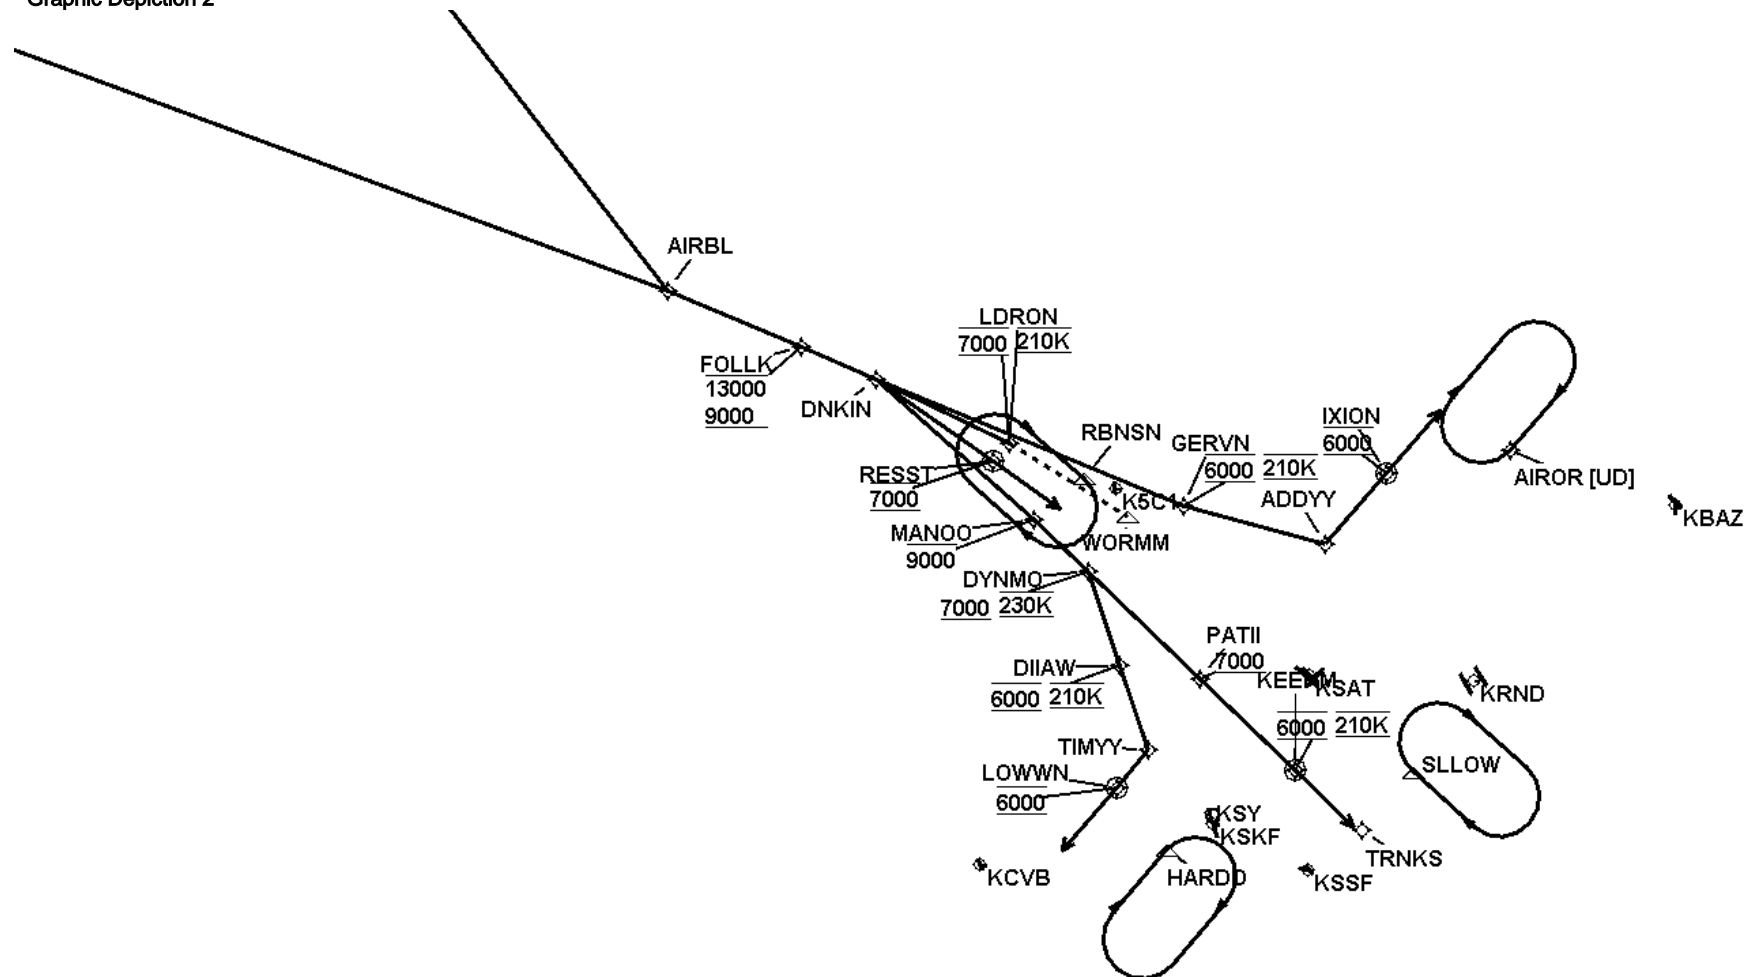 Graphic Depiction 2
AIRBL
LDRON
7000 210K
FOLLK
13000
9000
DNKIN
RBNSN
GERVN
6000 210K
IXION
6000
AIROR [UD]
RESST
7000
K5C1
ADDYY
KBAZ
MANOO
9000
WORMM
DYNMO
7000 230K
PATII
7000
DIIAW
6000 210K
KSAT
KRND
6000 210K
TIMYY
SLLOW
LOWWN
6000
KSY
KSKF
TRNKS
KCVB
HARDD
KSSF